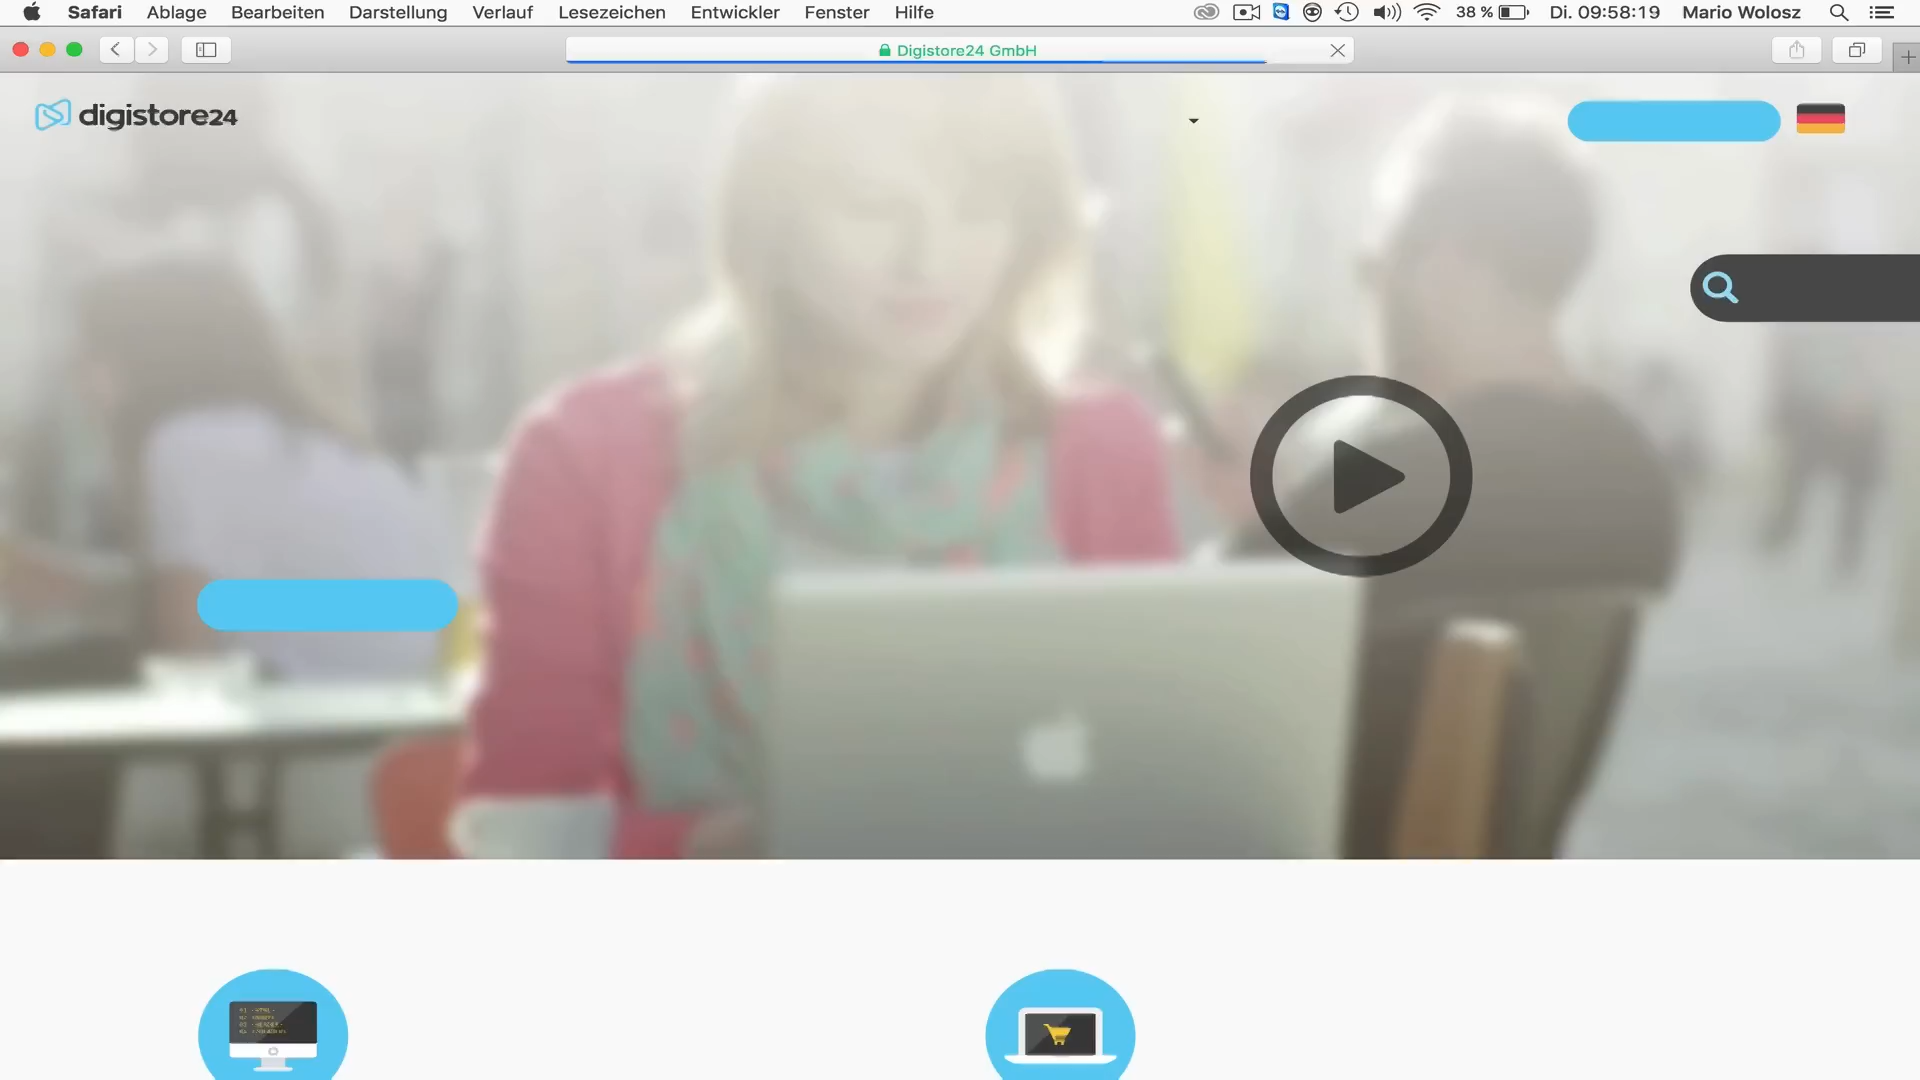 Safari Ablage Bearbeiten Darstellung Verlauf Lesezeichen Entwickler Fenster Hilfe 38 % Di. 09:58:19 Mario Wolosz
Digistore24 GmbH
digistore24